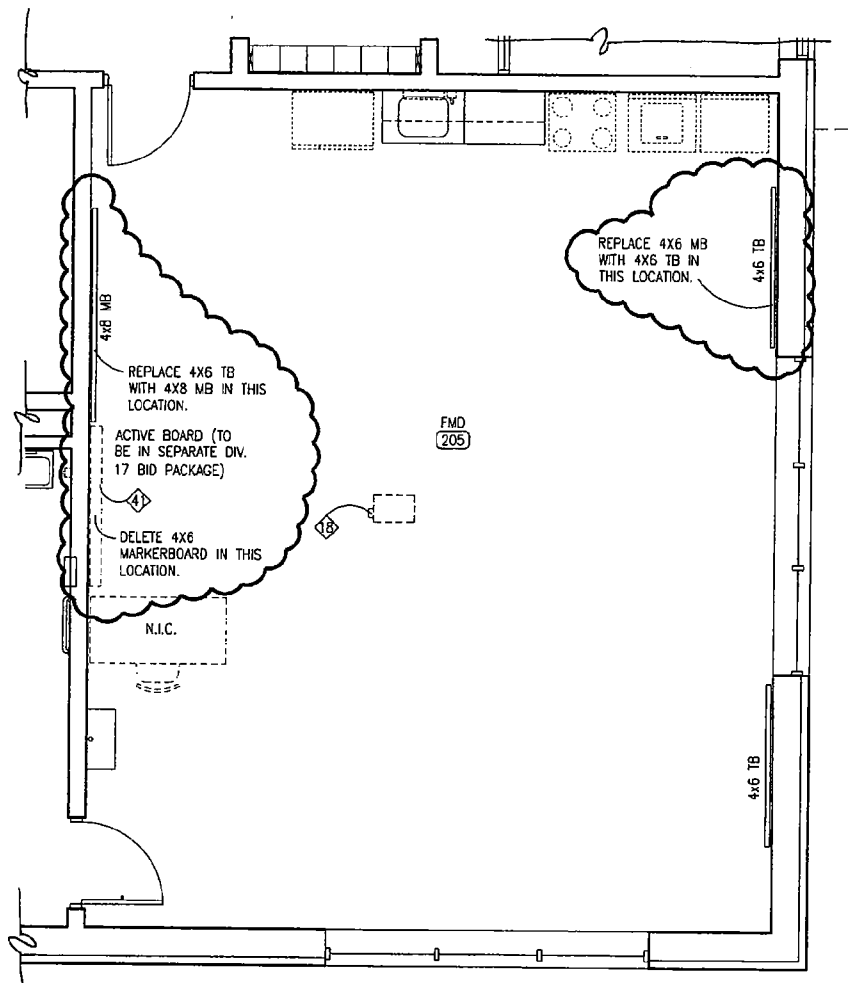 REPLACE 4X6 MB
WITH 4X6 TB IN
THIS LOCATION.
4x6 TB
4x8 MB
REPLACE 4X6 TB
WITH 4X8 MB IN THIS
LOCATION.
ACTIVE BOARD (TO
BE IN SEPARATE DIV.
17 BID PACKAGE)
41
DELETE 4X6
MARKERBOARD IN THIS
LOCATION.
FMD
205
18
N.I.C.
4x6 TB